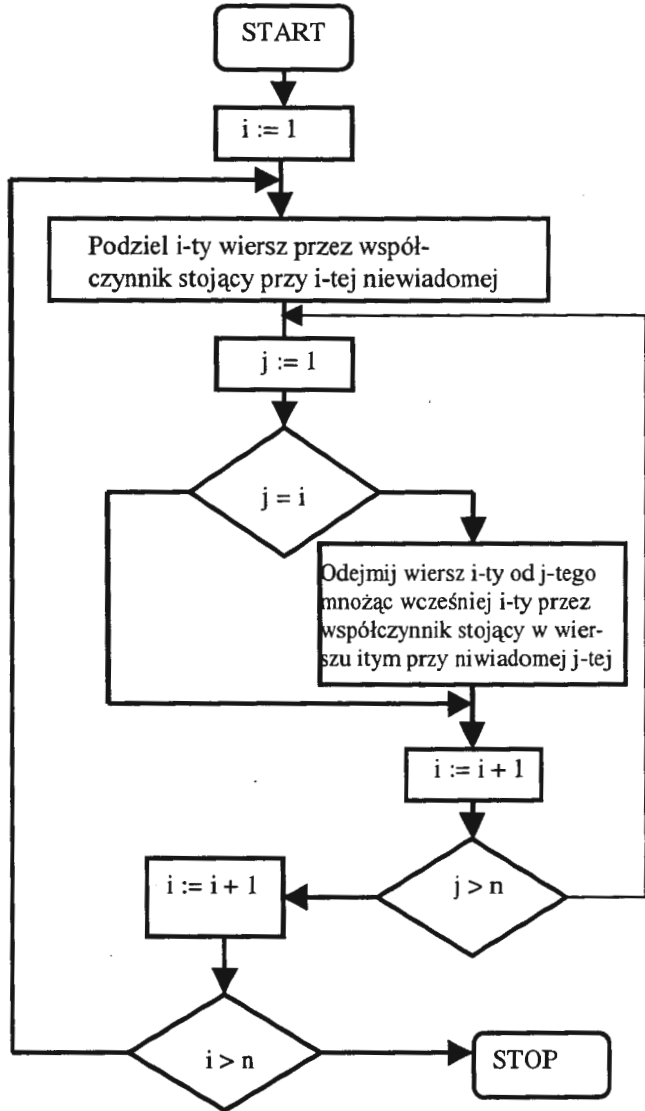 START
i := 1
Podziel i-ty wiersz przez współ-
czynnik stojący przy i-tej niewiadomej
j := 1
j = i
Odejmij wiersz i-ty od j-tego
mnożąc wcześniej i-ty przez
współczynnik stojący w wier-
szu itym przy niwiadomej j-tej
i := i + 1
j > n
i := i + 1
i > n
STOP